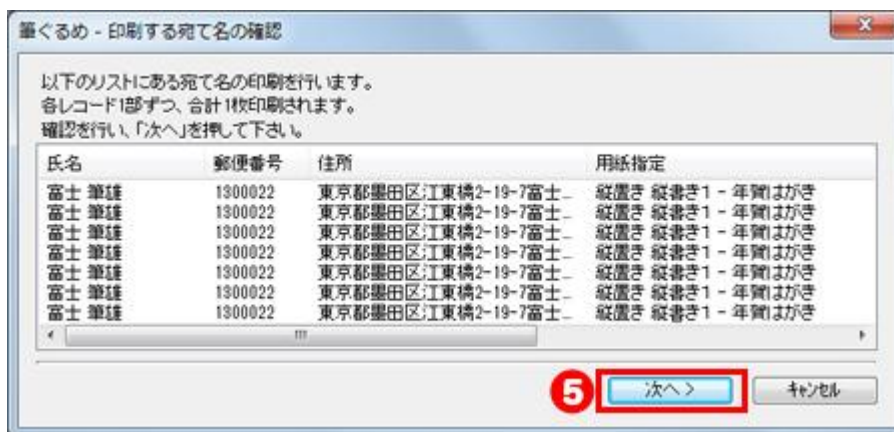 筆ぐるめ - 印刷する宛て名の確認
以下のリストにある宛て名の印刷を行います。
各レコード1部ずつ、合計1枚印刷されます。
確認を行い、「次へ」を押して下さい。
氏名 郵便番号 住所 用紙指定
富士 筆雄 1300022 東京都墨田区江東橋2-19-7富士... 縦置き 縦書き1 - 年賀はがき
富士 筆雄 1300022 東京都墨田区江東橋2-19-7富士... 縦置き 縦書き1 - 年賀はがき
富士 筆雄 1300022 東京都墨田区江東橋2-19-7富士... 縦置き 縦書き1 - 年賀はがき
富士 筆雄 1300022 東京都墨田区江東橋2-19-7富士... 縦置き 縦書き1 - 年賀はがき
富士 筆雄 1300022 東京都墨田区江東橋2-19-7富士... 縦置き 縦書き1 - 年賀はがき
富士 筆雄 1300022 東京都墨田区江東橋2-19-7富士... 縦置き 縦書き1 - 年賀はがき
富士 筆雄 1300022 東京都墨田区江東橋2-19-7富士... 縦置き 縦書き1 - 年賀はがき
5 次へ > キャンセル